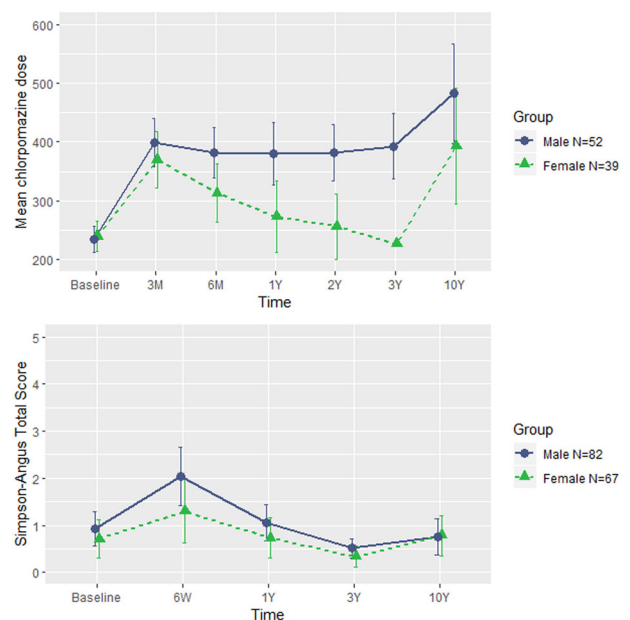 600
500
400
300
200
Mean chlorpomazine dose
Baseline 3M 6M 1Y 2Y 3Y 10Y
Time
Group
Male N=52
Female N=39
5
4
3
2
1
0
Simpson-Angus Total Score
Baseline 6W 1Y 3Y 10Y
Time
Group
Male N=82
Female N=67